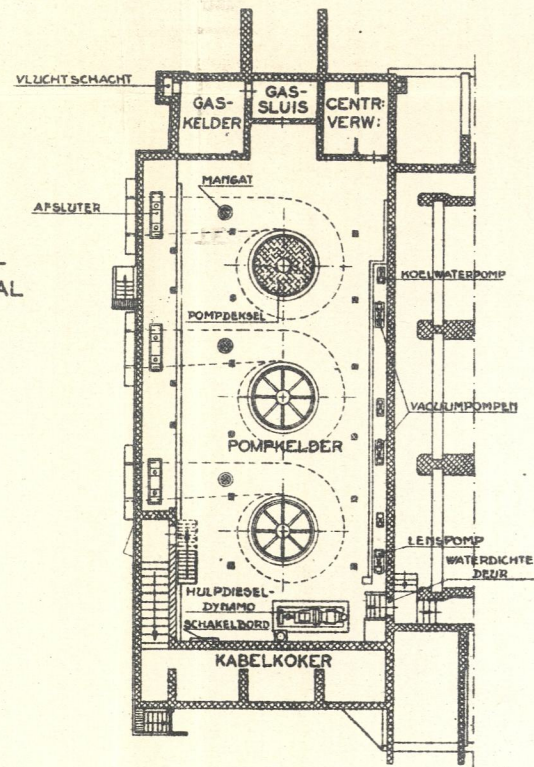 VLUCHTSCHACHT
GAS-
KELDER
GAS-
SLUIS
CENTR:
VERW:
MANGAT
AFSLUTER
AL
KOELWATERPOMP
POMPDEKSEL
VACUUMPOMPEN
POMPKELDER
LENSPOMP
WATERDICHTE
DEUR
HULPDIESEL-
DYNAMO
SCHAKELBORD
KABELKOKER